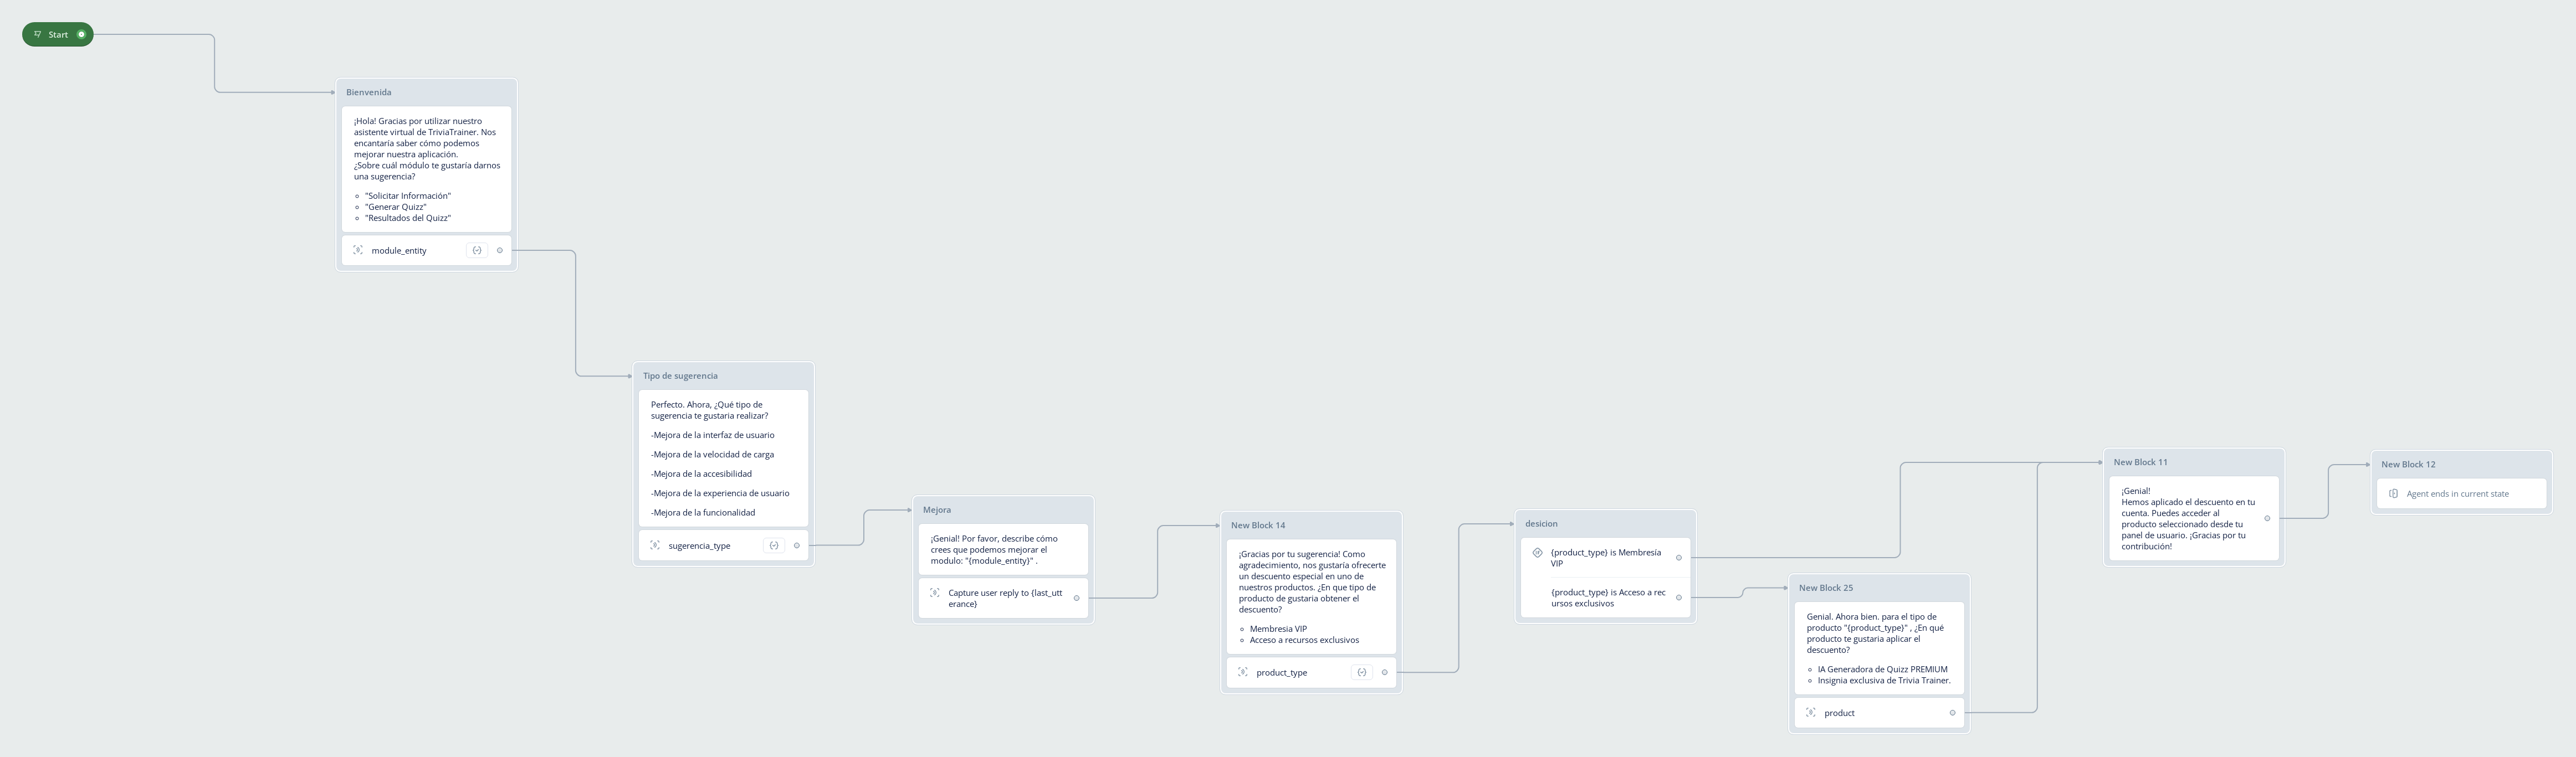 Start
Bienvenida
¡Hola! Gracias por utilizar nuestro
asistente virtual de TriviaTrainer. Nos
encantaría saber cómo podemos
mejorar nuestra aplicación.
¿Sobre cuál módulo te gustaría darnos
una sugerencia?
"Solicitar Información"
"Generar Quizz"
"Resultados del Quizz"
module_entity
Tipo de sugerencia
Perfecto. Ahora, ¿Qué tipo de
sugerencia te gustaria realizar?
-Mejora de la interfaz de usuario
-Mejora de la velocidad de carga
-Mejora de la accesibilidad
-Mejora de la experiencia de usuario
-Mejora de la funcionalidad
sugerencia_type
Mejora
¡Genial! Por favor, describe cómo
crees que podemos mejorar el
modulo: "{module_entity}" .
Capture user reply to {last_utt
erance}
New Block 14
¡Gracias por tu sugerencia! Como
agradecimiento, nos gustaría ofrecerte
un descuento especial en uno de
nuestros productos. ¿En que tipo de
producto de gustaria obtener el
descuento?
Membresia VIP
Acceso a recursos exclusivos
product_type
desicion
{product_type} is Membresía
VIP
{product_type} is Acceso a rec
ursos exclusivos
New Block 25
Genial. Ahora bien. para el tipo de
producto "{product_type}" , ¿En qué
producto te gustaria aplicar el
descuento?
IA Generadora de Quizz PREMIUM
Insignia exclusiva de Trivia Trainer.
product
New Block 11
¡Genial!
Hemos aplicado el descuento en tu
cuenta. Puedes acceder al
producto seleccionado desde tu
panel de usuario. ¡Gracias por tu
contribución!
New Block 12
Agent ends in current state